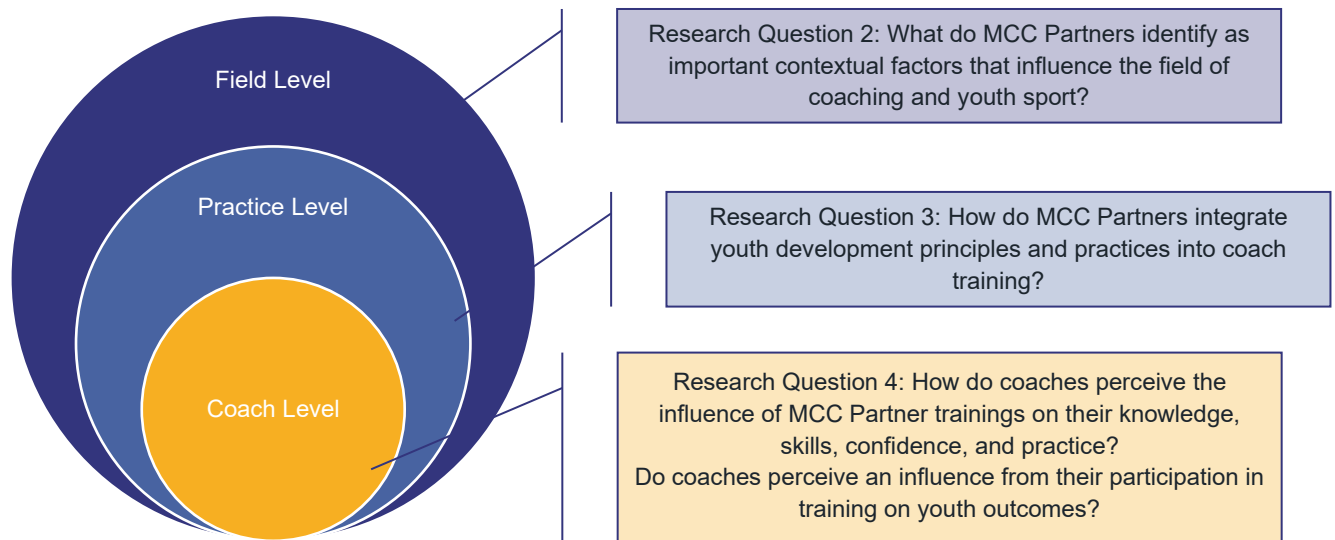 Field Level
Research Question 2: What do MCC Partners identify as
important contextual factors that influence the field of
coaching and youth sport?
Practice Level
Research Question 3: How do MCC Partners integrate
youth development principles and practices into coach
training?
Coach Level
Research Question 4: How do coaches perceive the
influence of MCC Partner trainings on their knowledge,
skills, confidence, and practice?
Do coaches perceive an influence from their participation in
training on youth outcomes?